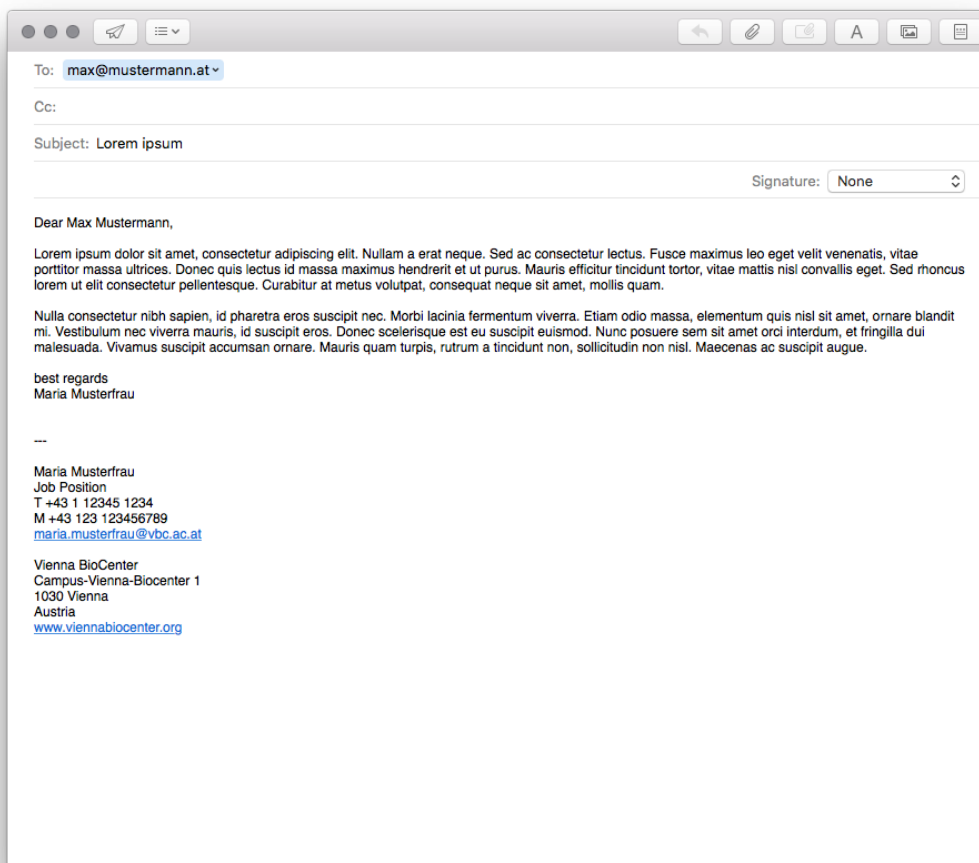 To: max@mustermann.at
Cc:
Subject: Lorem ipsum
Signature: None
Dear Max Mustermann,
Lorem ipsum dolor sit amet, consectetur adipiscing elit. Nullam a erat neque. Sed ac consectetur lectus. Fusce maximus leo eget velit venenatis, vitae
porttitor massa ultrices. Donec quis lectus id massa maximus hendrerit et ut purus. Mauris efficitur tincidunt tortor, vitae mattis nisl convallis eget. Sed rhoncus
lorem ut elit consectetur pellentesque. Curabitur at metus volutpat, consequat neque sit amet, mollis quam.
Nulla consectetur nibh sapien, id pharetra eros suscipit nec. Morbi lacinia fermentum viverra. Etiam odio massa, elementum quis nisl sit amet, ornare blandit
mi. Vestibulum nec viverra mauris, id suscipit eros. Donec scelerisque est eu suscipit euismod. Nunc posuere sem sit amet orci interdum, et fringilla dui
malesuada. Vivamus suscipit accumsan ornare. Mauris quam turpis, rutrum a tincidunt non, sollicitudin non nisl. Maecenas ac suscipit augue.
best regards
Maria Musterfrau
---
Maria Musterfrau
Job Position
T +43 1 12345 1234
M +43 123 123456789
maria.musterfrau@vbc.ac.at
Vienna BioCenter
Campus-Vienna-Biocenter 1
1030 Vienna
Austria
www.viennabiocenter.org